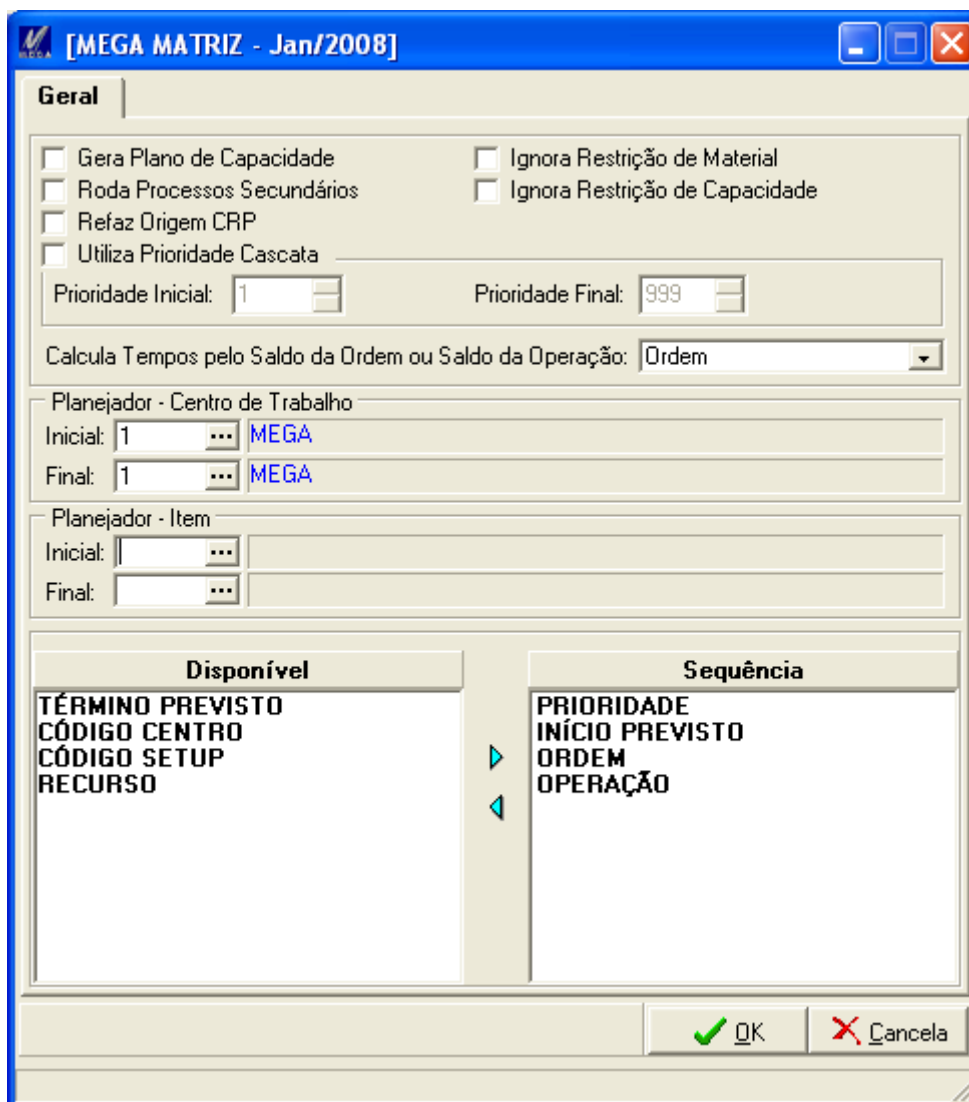 MEGA [MEGA MATRIZ - Jan/2008]
Geral
Gera Plano de Capacidade Ignora Restrição de Material
Roda Processos Secundários Ignora Restrição de Capacidade
Refaz Origem CRP
Utiliza Prioridade Cascata
Prioridade Inicial: 1 Prioridade Final: 999
Calcula Tempos pelo Saldo da Ordem ou Saldo da Operação: Ordem
Planejador - Centro de Trabalho
Inicial: 1 ... MEGA
Final: 1 ... MEGA
Planejador - Item
Inicial: ...
Final: ...
Disponível Sequência
TÉRMINO PREVISTO PRIORIDADE
CÓDIGO CENTRO INÍCIO PREVISTO
CÓDIGO SETUP ORDEM
RECURSO OPERAÇÃO
OK Cancela